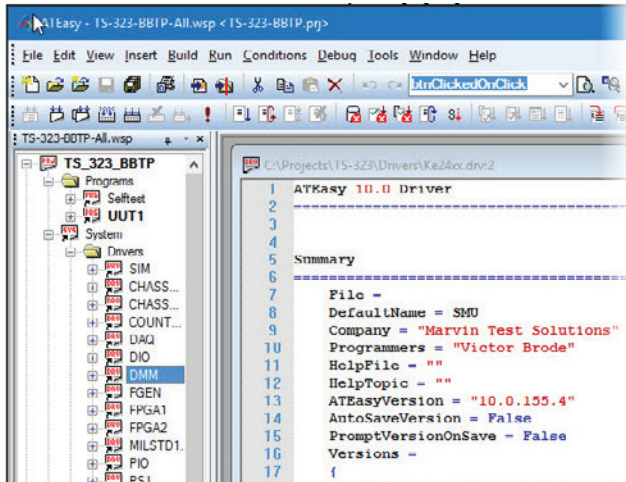 ATEasy - TS-323-BBTP-All.wsp < TS-323-BBTP.prj>
File Edit View Insert Build Run Conditions Debug Tools Window Help
btnClickedOnClick
TS-323-BBTP-All.wsp
TS_323_BBTP
Programs
Selftest
UUT1
System
Drivers
SIM
CHASS...
CHASS...
COUNT...
DAQ
DIO
DMM
FGEN
FPGA1
FPGA2
MILSTD1.
PIO
PS1
C:\Projects\TS-323\Drivers\Ke24xx.drv:2
1 ATEasy 10.0 Driver
2 ================================
3
4
5 Summary
6 ================================
7 File =
8 DefaultName = SMU
9 Company = "Marvin Test Solutions"
10 Programmers = "Victor Brode"
11 HelpFile = ""
12 HelpTopic = ""
13 ATEasyVersion = "10.0.155.4"
14 AutoSaveVersion = False
15 PromptVersionOnSave = False
16 Versions =
17 {